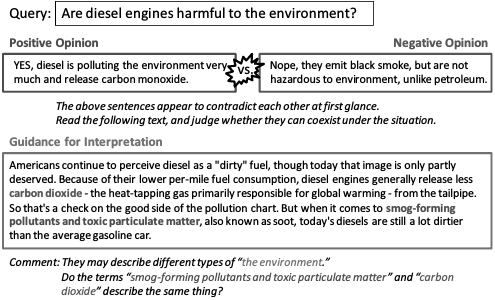 Query: Are diesel engines harmful to the environment?
Positive Opinion
Negative Opinion
YES, diesel is polluting the environment very
much and release carbon monoxide.
VS.
Nope, they emit black smoke, but are not
hazardous to environment, unlike petroleum.
The above sentences appear to contradict each other at first glance.
Read the following text, and judge whether they can coexist under the situation.
Guidance for Interpretation
Americans continue to perceive diesel as a "dirty" fuel, though today that image is only partly
deserved. Because of their lower per-mile fuel consumption, diesel engines generally release less
carbon dioxide - the heat-tapping gas primarily responsible for global warming - from the tailpipe.
So that's a check on the good side of the pollution chart. But when it comes to smog-forming
pollutants and toxic particulate matter, also known as soot, today's diesels are still a lot dirtier
than the average gasoline car.
Comment: They may describe different types of "the environment."
Do the terms "smog-forming pollutants and toxic particulate matter" and "carbon
dioxide" describe the same thing?